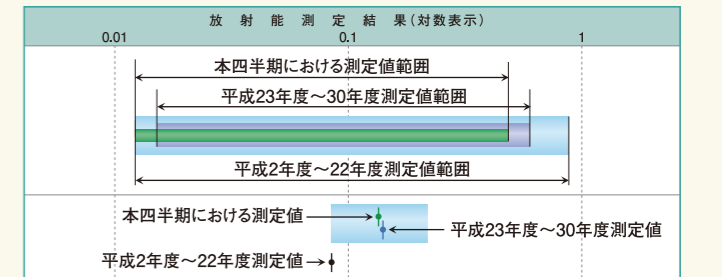 放射能測定結果(対数表示)
0.01 0.1 1
本四半期における測定値範囲
平成23年度〜30年度測定値範囲
平成2年度〜22年度測定値範囲
本四半期における測定値
平成23年度〜30年度測定値
平成2年度〜22年度測定値